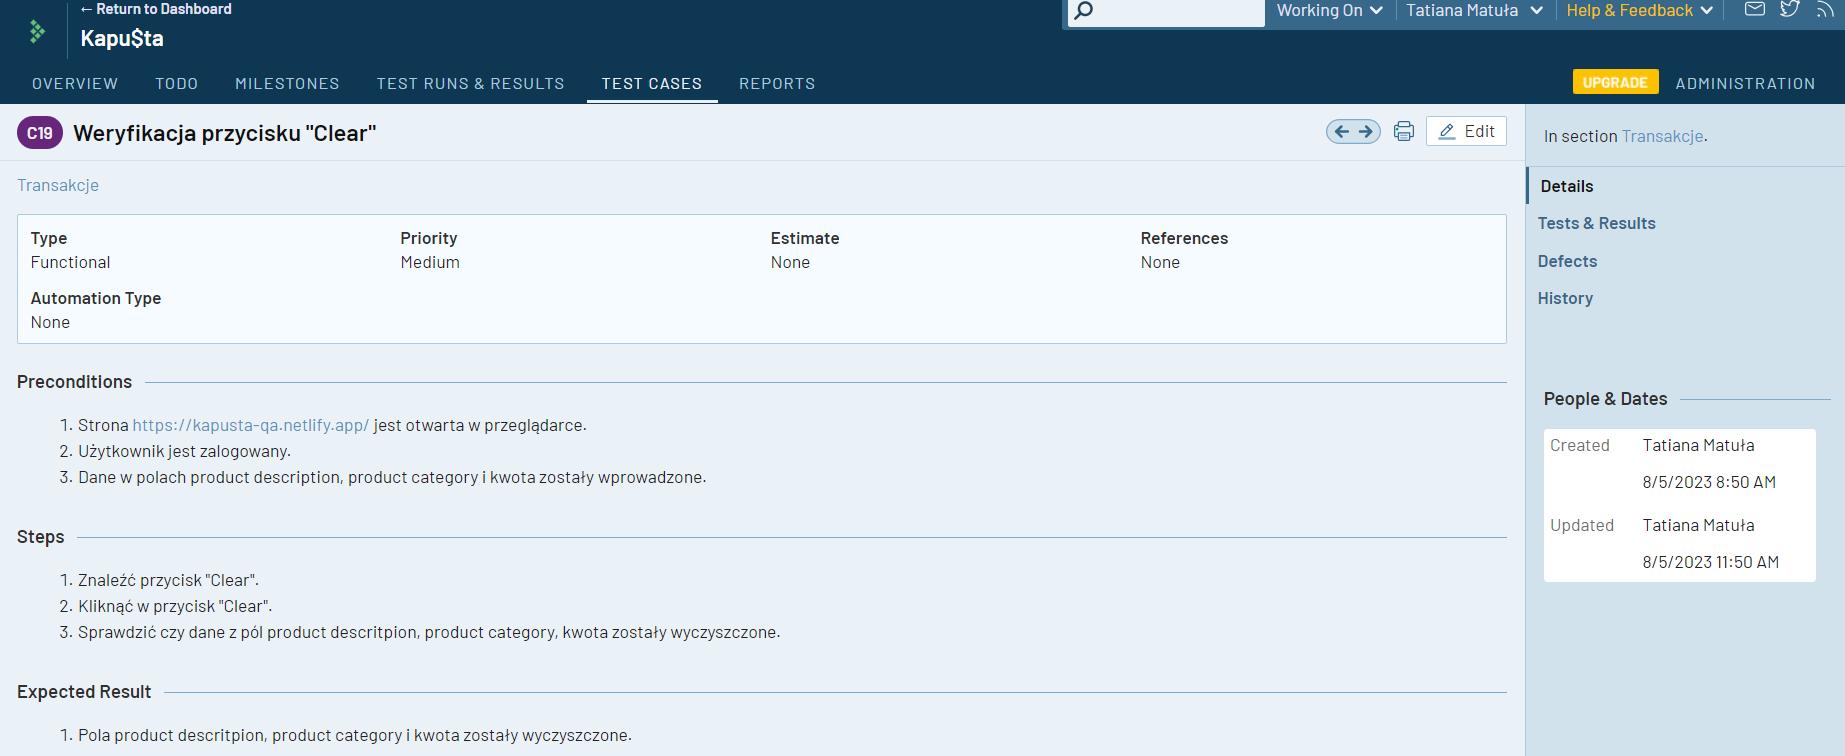 ← Return to Dashboard
Kapu$ta
Working On
Tatiana Matuła
Help & Feedback
OVERVIEW
TODO
MILESTONES
TEST RUNS & RESULTS
TEST CASES
REPORTS
UPGRADE
ADMINISTRATION
C19 Weryfikacja przycisku "Clear"
Edit
Transakcje
Type
Functional
Priority
Medium
Estimate
None
References
None
Automation Type
None
Preconditions
1. Strona https://kapusta-qa.netlify.app/ jest otwarta w przeglądarce.
2. Użytkownik jest zalogowany.
3. Dane w polach product description, product category i kwota zostały wprowadzone.
Steps
1. Znaleźć przycisk "Clear".
2. Kliknąć w przycisk "Clear".
3. Sprawdzić czy dane z pól product descritpion, product category, kwota zostały wyczyszczone.
Expected Result
1. Pola product descritpion, product category i kwota zostały wyczyszczone.
In section Transakcje.
Details
Tests & Results
Defects
History
People & Dates
Created Tatiana Matuła
8/5/2023 8:50 AM
Updated Tatiana Matuła
8/5/2023 11:50 AM